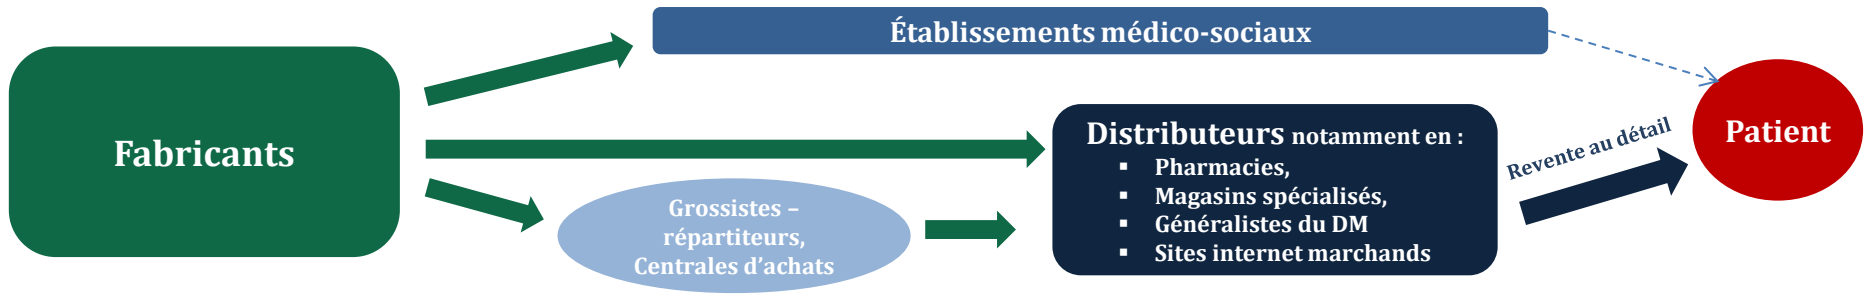 Établissements médico-sociaux
Fabricants
Distributeurs notamment en :
▪ Pharmacies,
▪ Magasins spécialisés,
▪ Généralistes du DM
▪ Sites internet marchands
Grossistes –
répartiteurs,
Centrales d’achats
Revente au détail
Patient